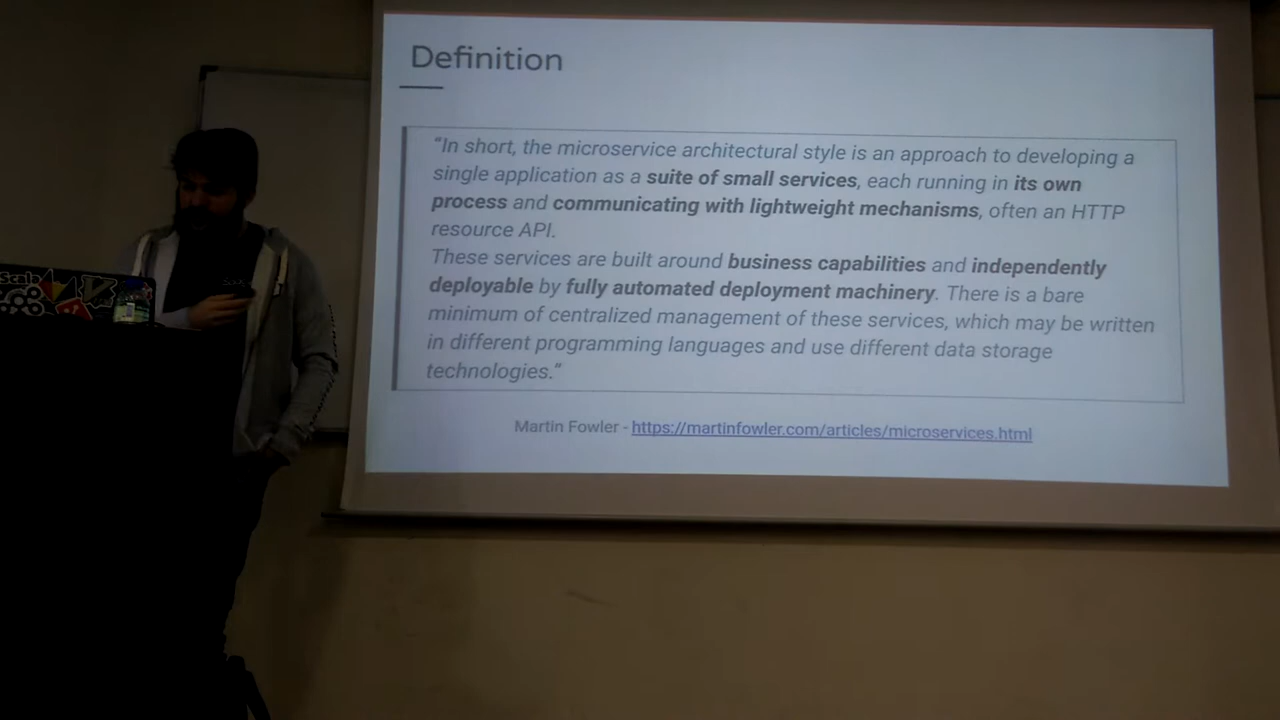 Definition
“In short, the microservice architectural style is an approach to developing a
single application as a suite of small services, each running in its own
process and communicating with lightweight mechanisms, often an HTTP
resource API.
These services are built around business capabilities and independently
deployable by fully automated deployment machinery. There is a bare
minimum of centralized management of these services, which may be written
in different programming languages and use different data storage
technologies.”
Martin Fowler - https://martinfowler.com/articles/microservices.html
Scala